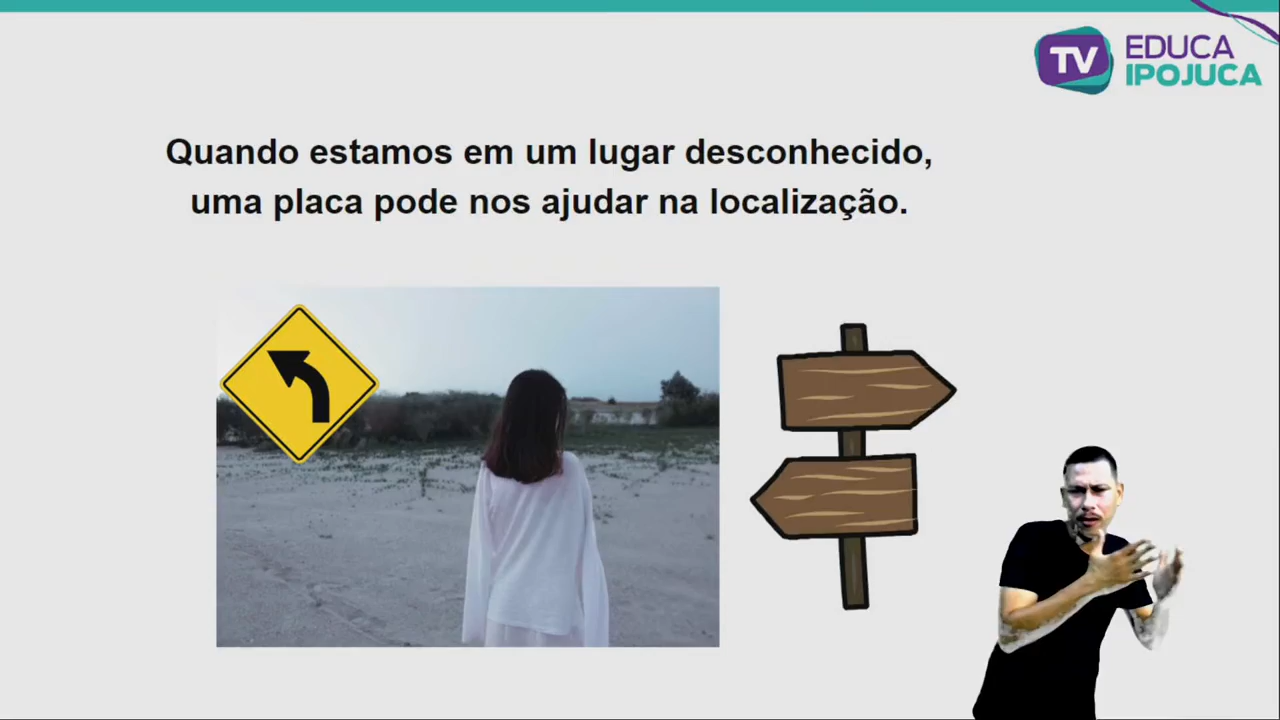 TV EDUCA
IPOJUCA
Quando estamos em um lugar desconhecido,
uma placa pode nos ajudar na localização.